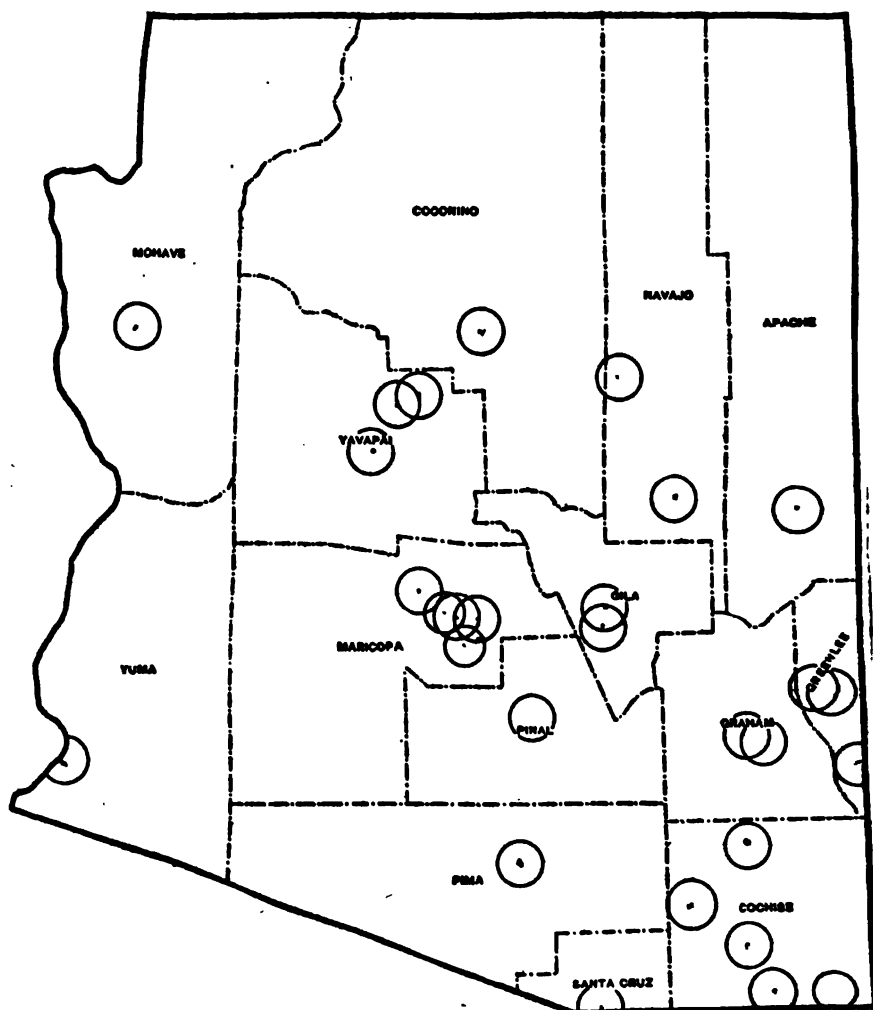 COCONINO
MOHAVE
NAVAJO
APACHE
YAVAPAI
GILA
MARICOPA
GREENLEE
YUMA
GRAHAM
PINAL
PIMA
COCHISE
SANTA CRUZ